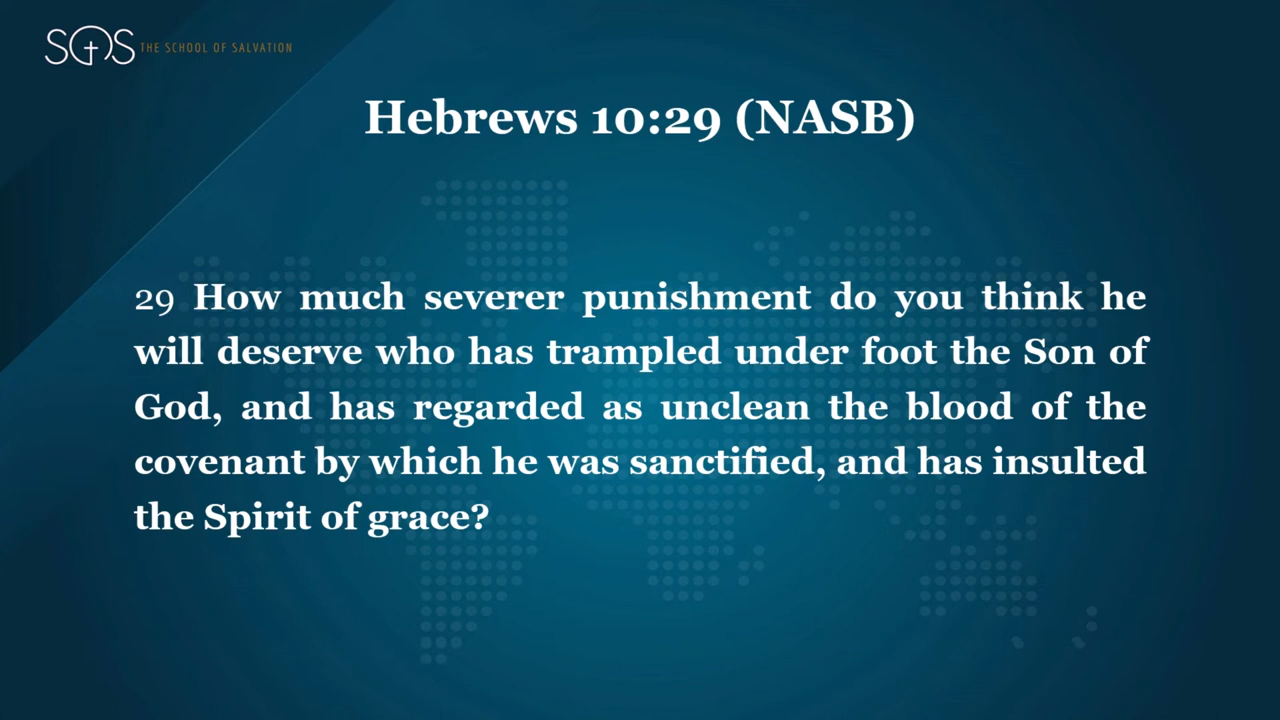 SOS THE SCHOOL OF SALVATION
Hebrews 10:29 (NASB)
29 How much severer punishment do you think he
will deserve who has trampled under foot the Son of
God, and has regarded as unclean the blood of the
covenant by which he was sanctified, and has insulted
the Spirit of grace?